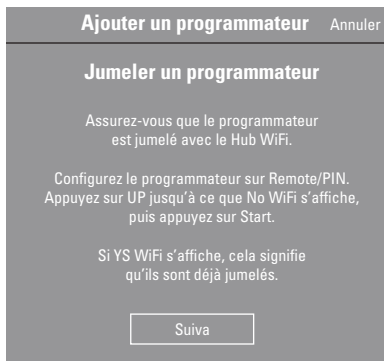 Ajouter un programmateur Annuler
Jumeler un programmateur
Assurez-vous que le programmateur
est jumelé avec le Hub WiFi.
Configurez le programmateur sur Remote/PIN.
Appuyez sur UP jusqu'à ce que No WiFi s'affiche,
puis appuyez sur Start.
Si YS WiFi s'affiche, cela signifie
qu'ils sont déjà jumelés.
Suiva